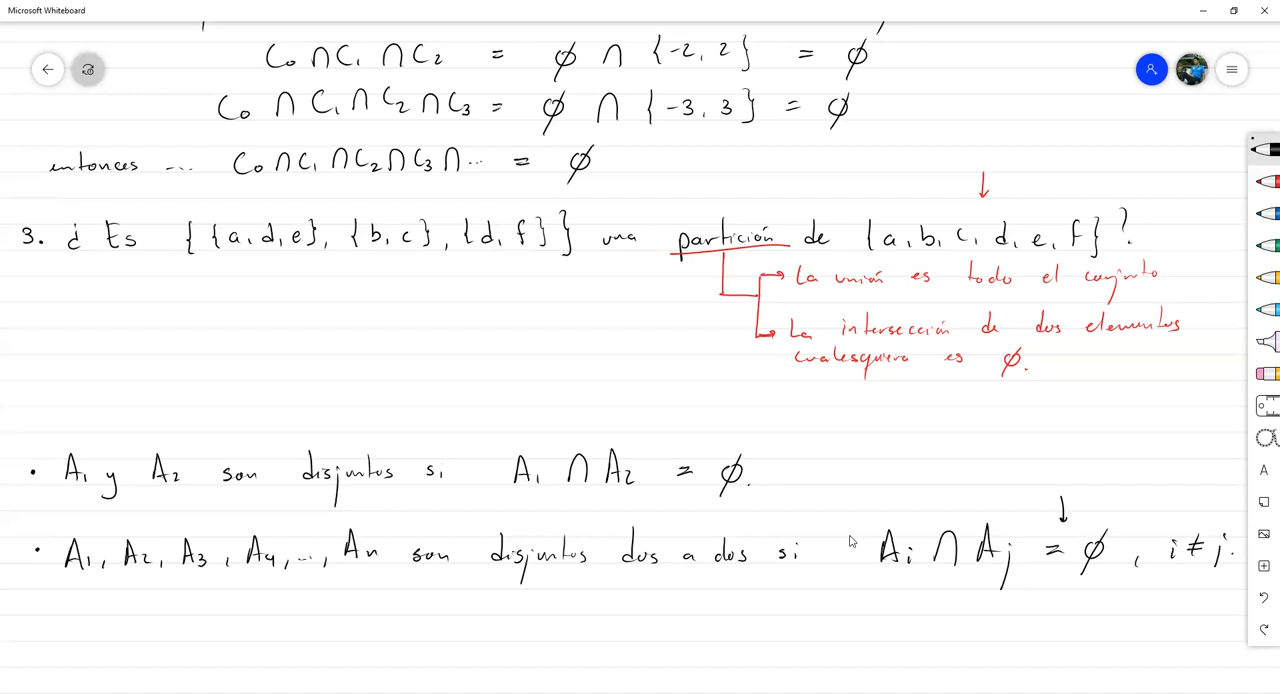 Microsoft Whiteboard
C₀ ∩ C₁ ∩ C₂ = ∅ ∩ {-2, 2} = ∅
C₀ ∩ C₁ ∩ C₂ ∩ C₃ = ∅ ∩ {-3, 3} = ∅
entonces ... C₀ ∩ C₁ ∩ C₂ ∩ C₃ ∩ ... = ∅
3. ¿ Es {{a, d, e}, {b, c}, {d, f}} una partición de {a, b, c, d, e, f} ?
La unión es todo el conjunto
La intersección de dos elementos
cualesquiera es ∅.
• A₁ y A₂ son disjuntos si A₁ ∩ A₂ = ∅.
• A₁, A₂, A₃, A₄, ..., Aₙ son disjuntos dos a dos si Aᵢ ∩ Aⱼ = ∅, i ≠ j.
A